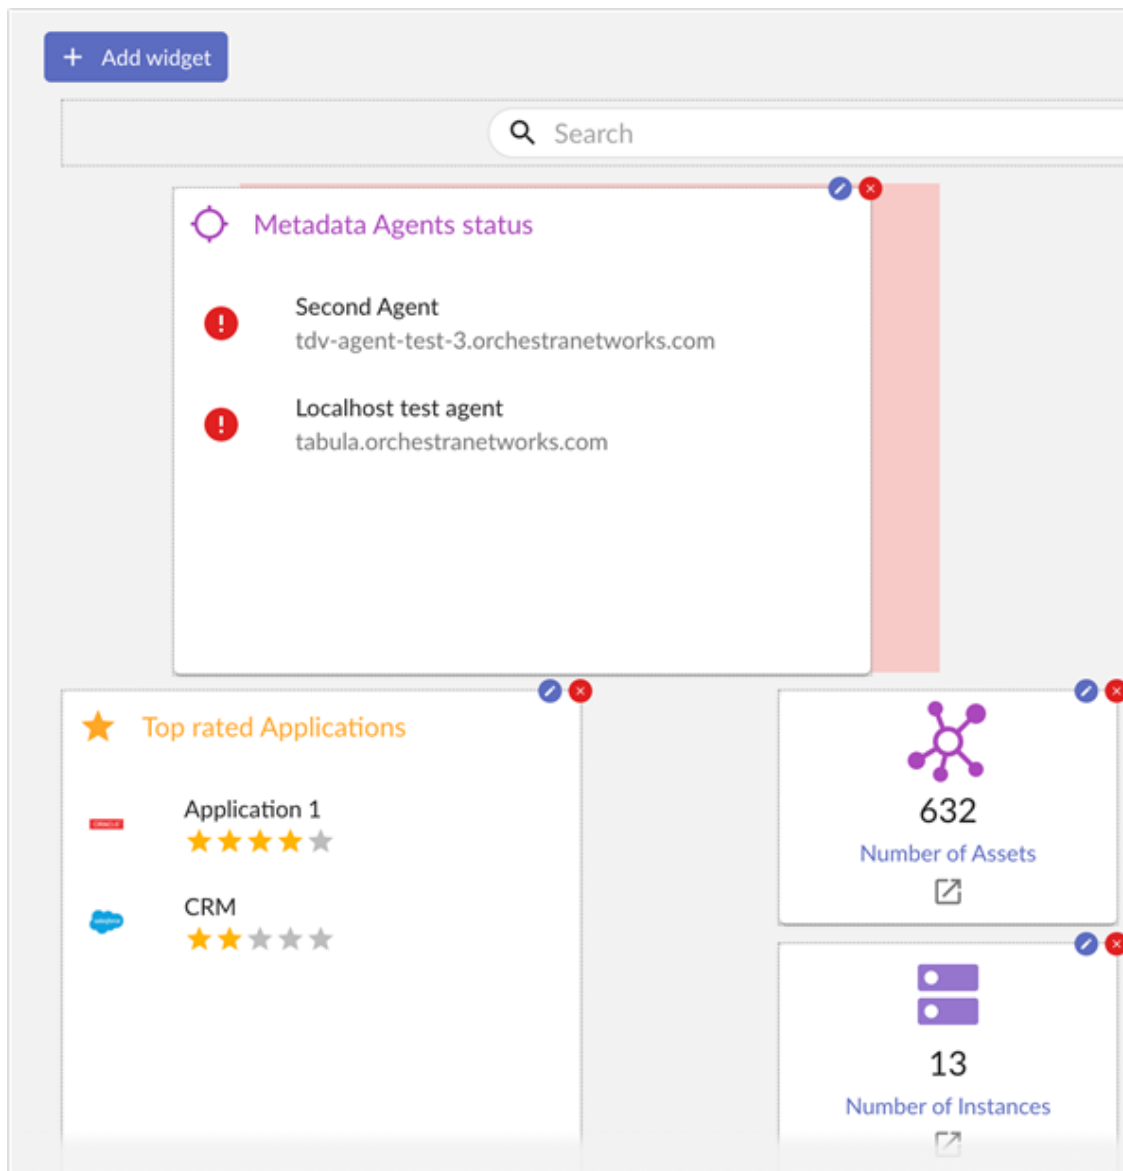 Add widget
Search
Metadata Agents status
Second Agent
tdv-agent-test-3.orchestranetworks.com
Localhost test agent
tabula.orchestranetworks.com
Top rated Applications
Application 1
CRM
632
Number of Assets
13
Number of Instances